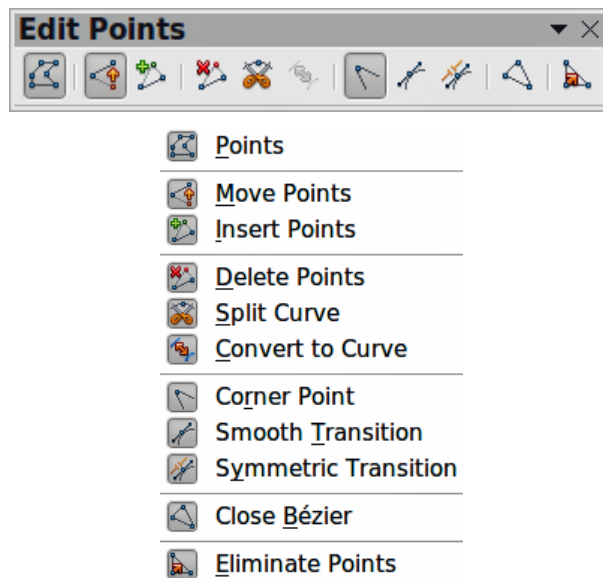 Edit Points
Points
Move Points
Insert Points
Delete Points
Split Curve
Convert to Curve
Corner Point
Smooth Transition
Symmetric Transition
Close Bézier
Eliminate Points